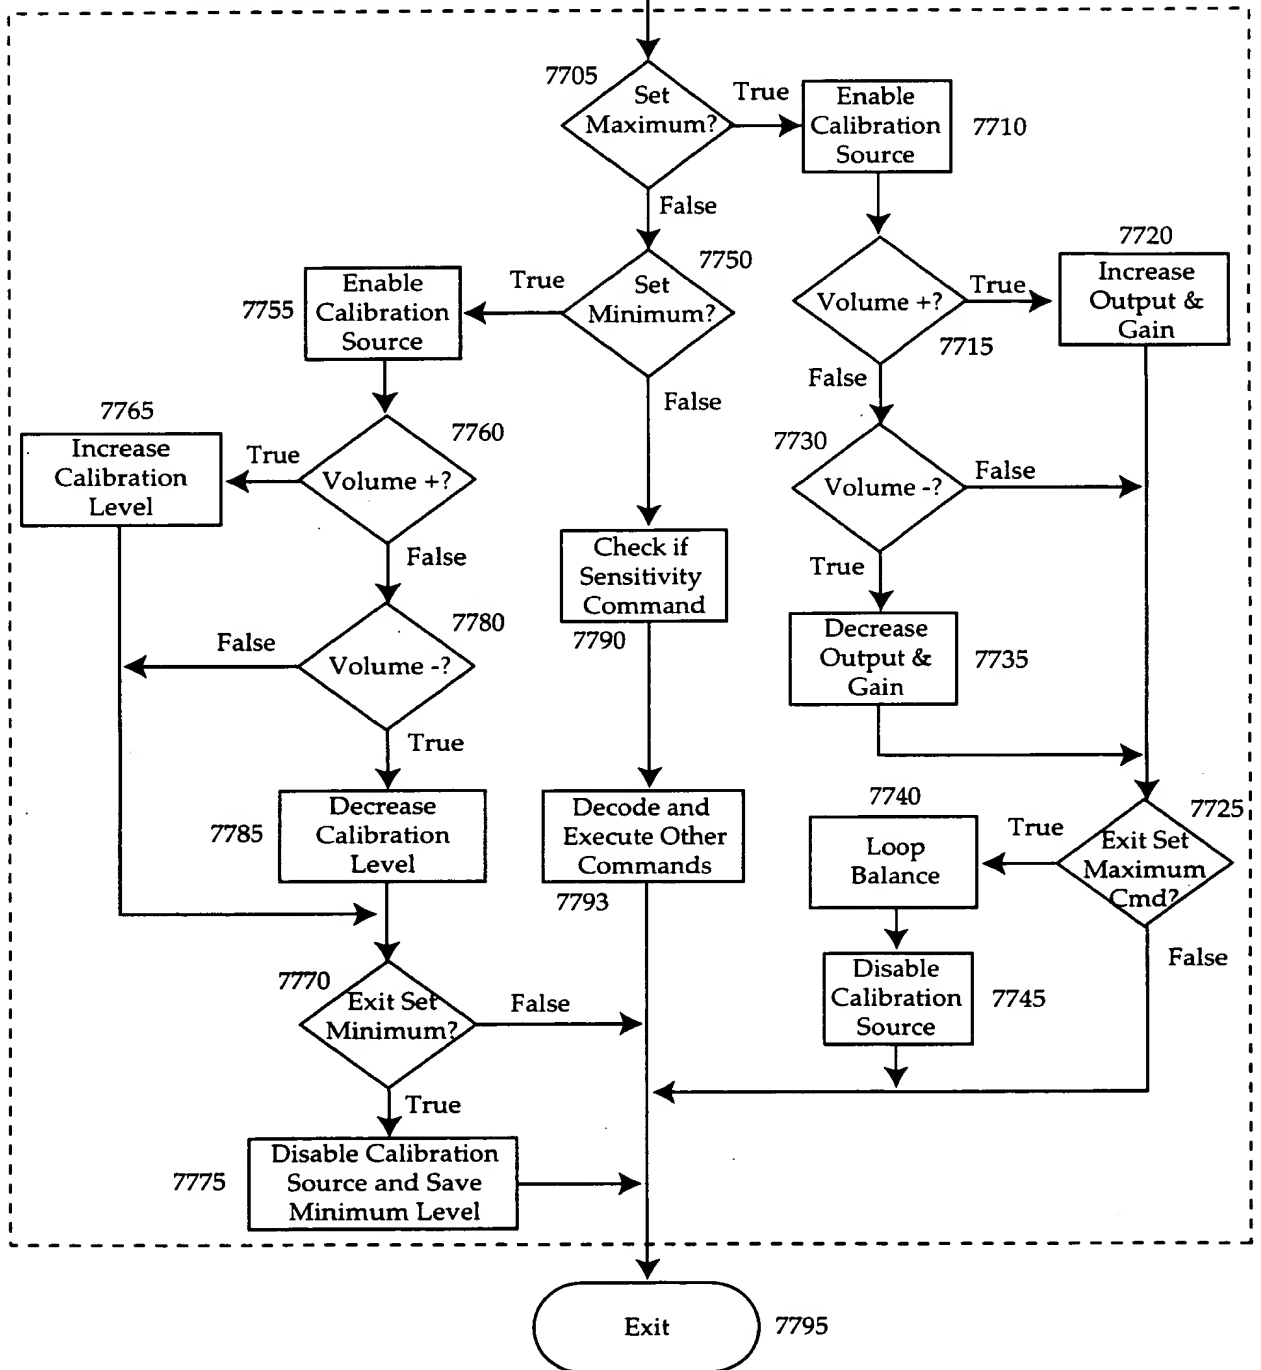 7705
Set
Maximum?
True
Enable
Calibration
Source
7710
False
7750
Set
Minimum?
True
Enable
Calibration
Source
7755
Volume +?
True
7715
7720
Increase
Output &
Gain
False
False
7765
Increase
Calibration
Level
True
7760
Volume +?
7730
Volume -?
False
False
Check if
Sensitivity
Command
7790
True
7780
Volume -?
False
Decrease
Output &
Gain
7735
True
7785
Decrease
Calibration
Level
Decode and
Execute Other
Commands
7793
7740
Loop
Balance
True
7725
Exit Set
Maximum
Cmd?
False
7770
Exit Set
Minimum?
False
Disable
Calibration
Source
7745
True
7775
Disable Calibration
Source and Save
Minimum Level
Exit
7795